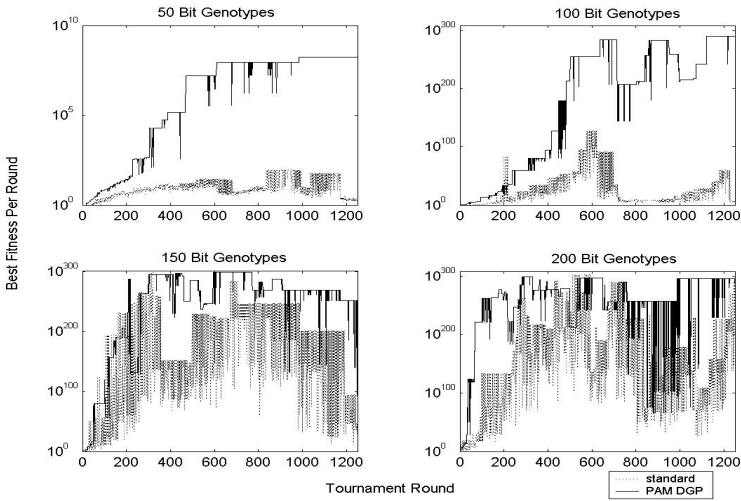 50 Bit Genotypes
100 Bit Genotypes
10^10
10^5
10^0
0 200 400 600 800 1000 1200
10^300
10^200
10^100
10^0
0 200 400 600 800 1000 1200
Best Fitness Per Round
150 Bit Genotypes
200 Bit Genotypes
10^300
10^200
10^100
10^0
0 200 400 600 800 1000 1200
10^300
10^200
10^100
10^0
0 200 400 600 800 1000 1200
Tournament Round
standard
PAM DGP